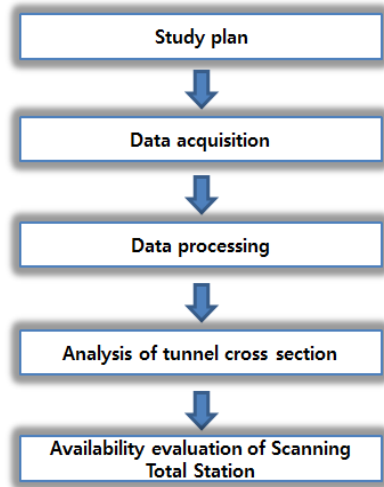 Study plan
Data acquisition
Data processing
Analysis of tunnel cross section
Availability evaluation of Scanning
Total Station